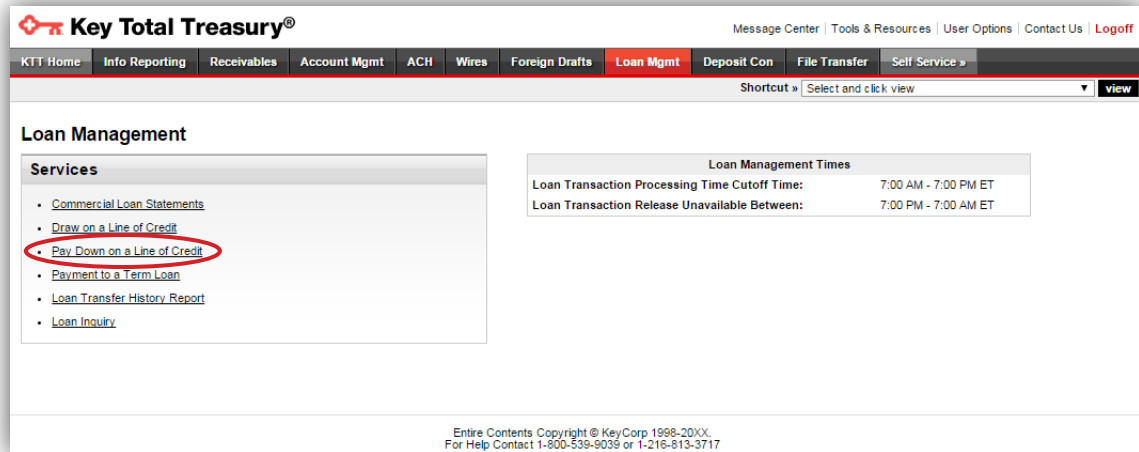 Key Total Treasury®
Message Center | Tools & Resources | User Options | Contact Us | Logoff
KTT Home Info Reporting Receivables Account Mgmt ACH Wires Foreign Drafts Loan Mgmt Deposit Con File Transfer Self Service »
Shortcut » Select and click view ▼ view
Loan Management
Services
• Commercial Loan Statements
• Draw on a Line of Credit
• Pay Down on a Line of Credit
• Payment to a Term Loan
• Loan Transfer History Report
• Loan Inquiry
Loan Management Times
Loan Transaction Processing Time Cutoff Time: 7:00 AM - 7:00 PM ET
Loan Transaction Release Unavailable Between: 7:00 PM - 7:00 AM ET
Entire Contents Copyright © KeyCorp 1998-20XX.
For Help Contact 1-800-539-9039 or 1-216-813-3717